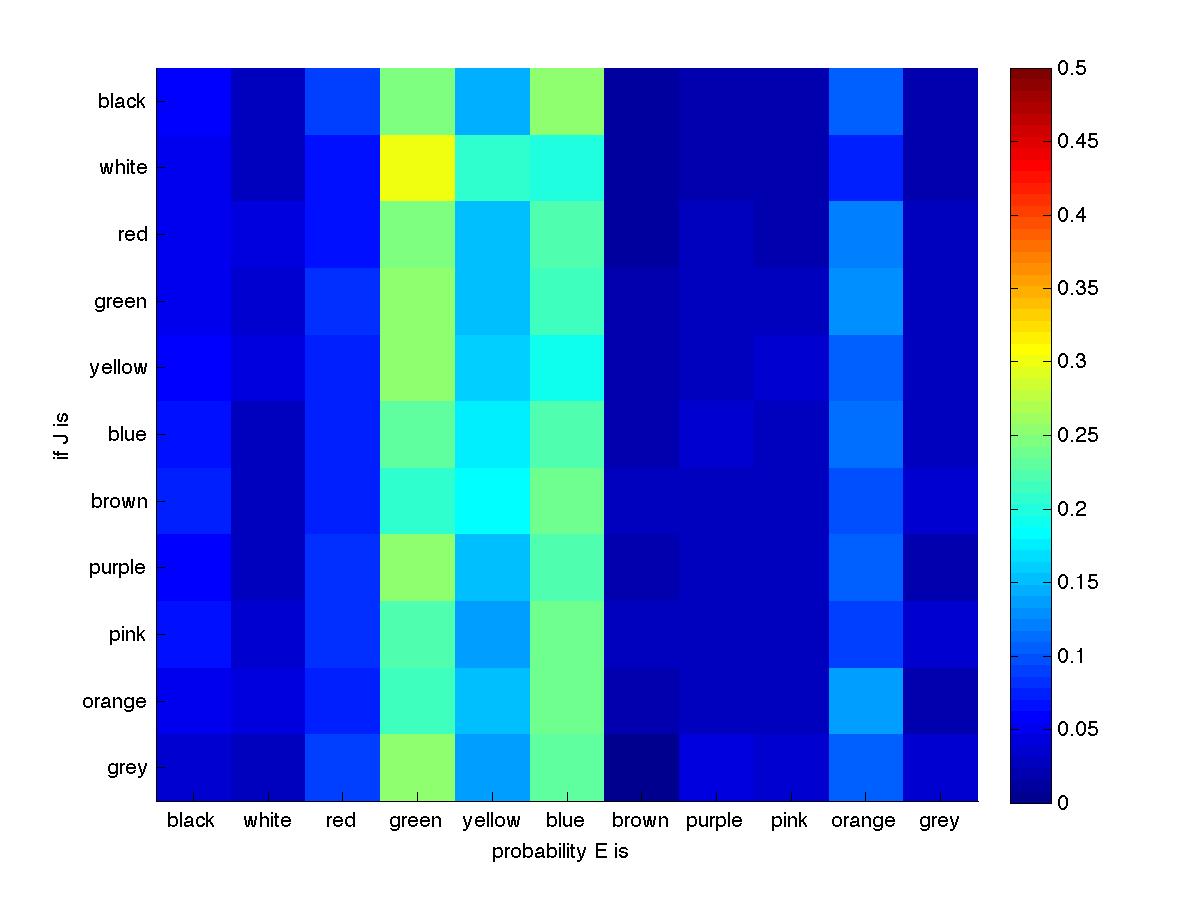 black
white
red
green
yellow
blue
brown
purple
pink
orange
grey
if J is
black white red green yellow blue brown purple pink orange grey
probability E is
0.5
0.45
0.4
0.35
0.3
0.25
0.2
0.15
0.1
0.05
0